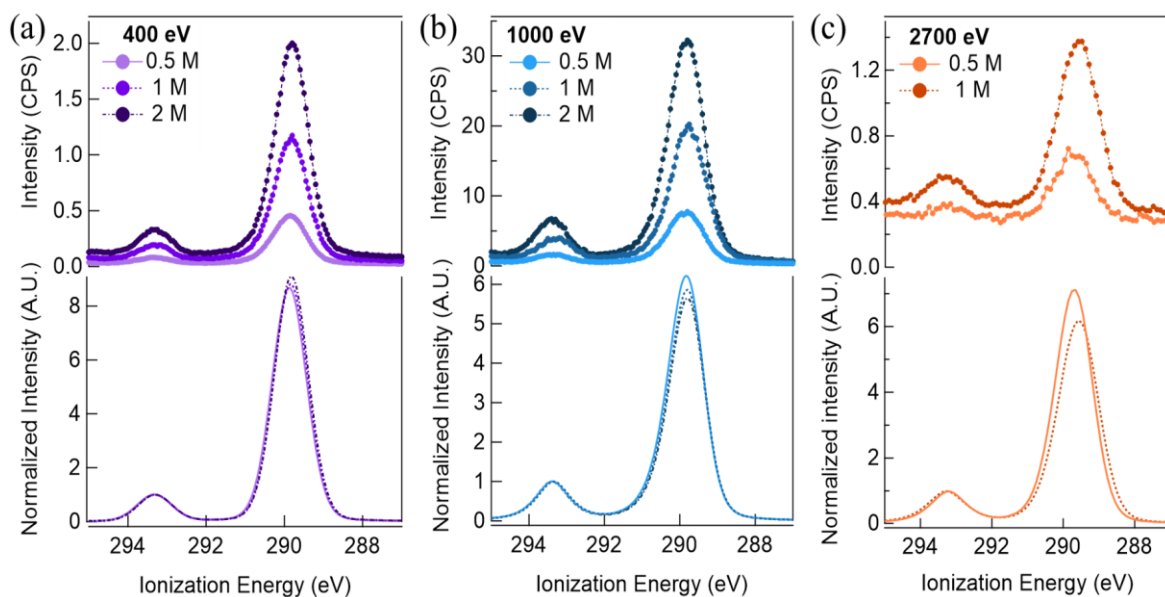 (a)
400 eV
0.5 M
1 M
2 M
Intensity (CPS)
2.0
1.5
1.0
0.5
0.0
Normalized Intensity (A.U.)
8
6
4
2
0
294
292
290
288
Ionization Energy (eV)
(b)
1000 eV
0.5 M
1 M
2 M
Intensity (CPS)
30
20
10
0
Normalized Intensity (A.U.)
6
5
4
3
2
1
0
294
292
290
288
Ionization Energy (eV)
(c)
2700 eV
0.5 M
1 M
Intensity (CPS)
1.2
0.8
0.4
0.0
Normalized intensity (A.U.)
6
4
2
0
294
292
290
288
Ionization Energy (eV)